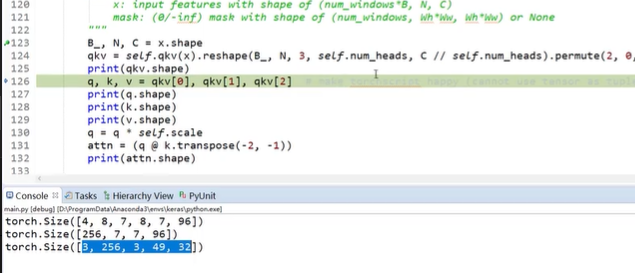 120 x: input features with shape of (num_windows*B, N, C)
121 mask: (0/-inf) mask with shape of (num_windows, Wh*Ww, Wh*Ww) or None
122 """
123 B_, N, C = x.shape
124 qkv = self.qkv(x).reshape(B_, N, 3, self.num_heads, C // self.num_heads).permute(2, 0,
125 print(qkv.shape)
126 q, k, v = qkv[0], qkv[1], qkv[2] # make torchscript happy (cannot use tensor as tupl
127 print(q.shape)
128 print(k.shape)
129 print(v.shape)
130 q = q * self.scale
131 attn = (q @ k.transpose(-2, -1))
132 print(attn.shape)
133
Console Tasks Hierarchy View PyUnit
main.py [debug] [D:\ProgramData\Anaconda3\envs\keras\python.exe]
torch.Size([4, 8, 7, 8, 7, 96])
torch.Size([256, 7, 7, 96])
torch.Size([3, 256, 3, 49, 32])